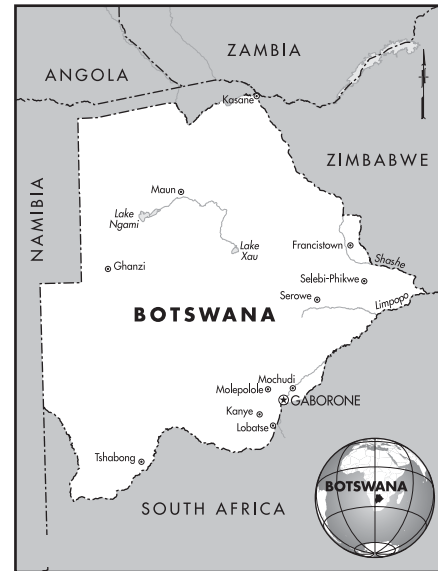 ZAMBIA
ANGOLA
Kasane
ZIMBABWE
NAMIBIA
Maun
Lake
Ngami
Lake
Xau
Francistown
Shashe
Ghanzi
Selebi-Phikwe
Serowe
Limpopo
BOTSWANA
Mochudi
Molepolole
GABORONE
Kanye
Lobatse
Tshabong
SOUTH AFRICA
BOTSWANA